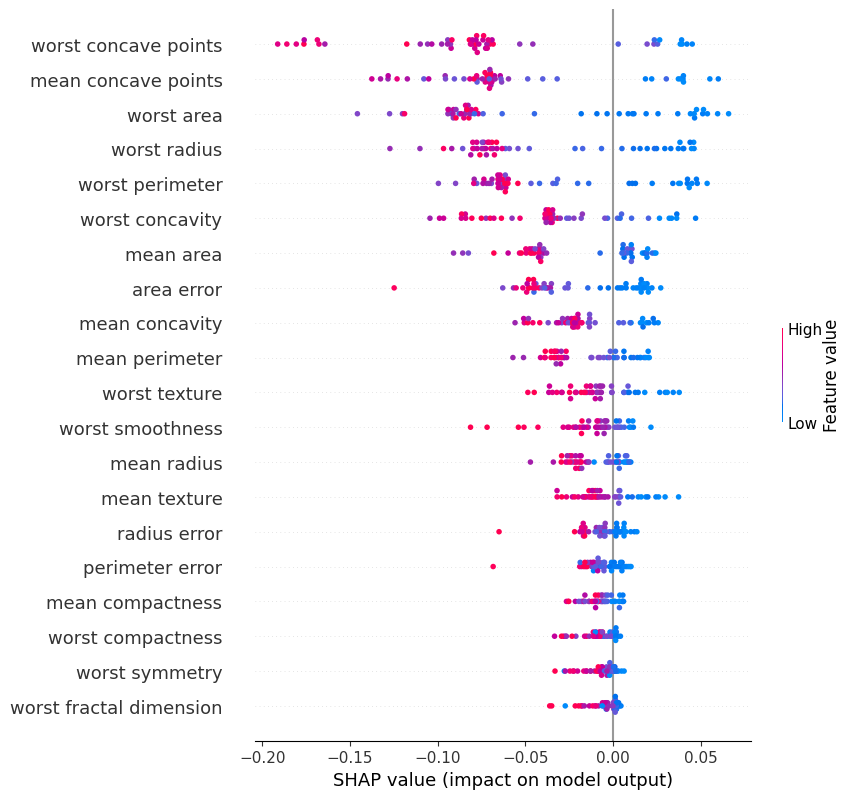 worst concave points
mean concave points
worst area
worst radius
worst perimeter
worst concavity
mean area
area error
mean concavity
mean perimeter
worst texture
worst smoothness
mean radius
mean texture
radius error
perimeter error
mean compactness
worst compactness
worst symmetry
worst fractal dimension
−0.20 −0.15 −0.10 −0.05 0.00 0.05
SHAP value (impact on model output)
High
Low
Feature value